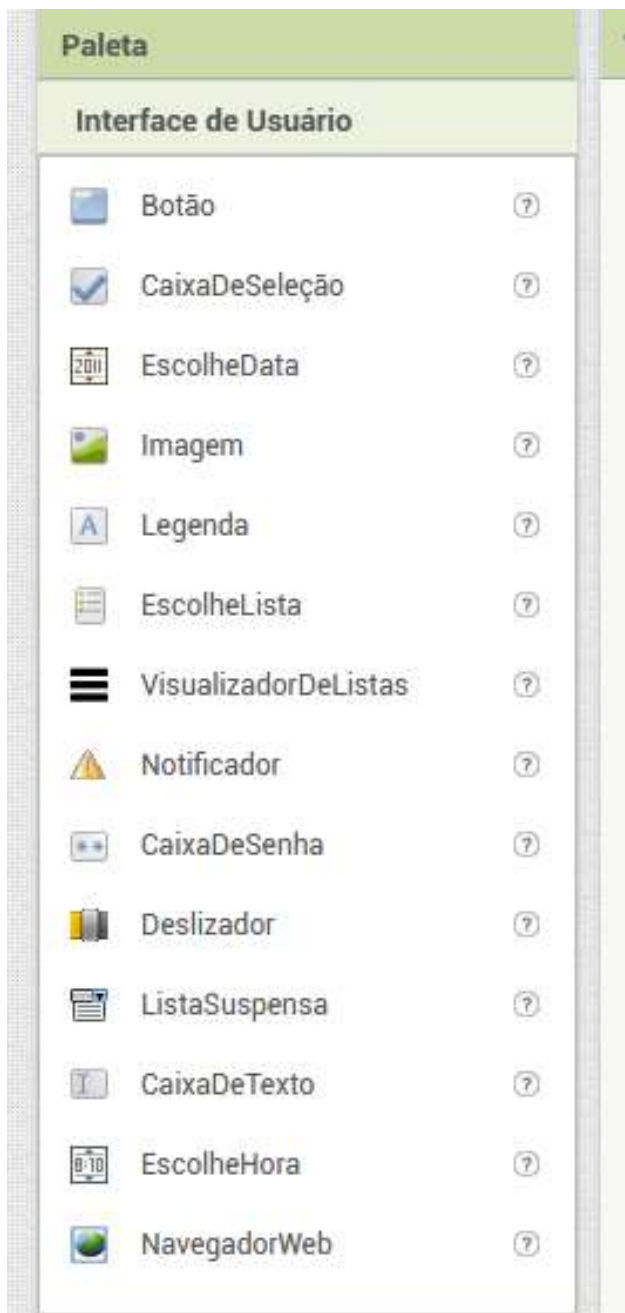 Paleta
Interface de Usuário
Botão
CaixaDeSeleção
EscolheData
Imagem
Legenda
EscolheLista
VisualizadorDeListas
Notificador
CaixaDeSenha
Deslizador
ListaSuspensa
CaixaDeTexto
EscolheHora
NavegadorWeb